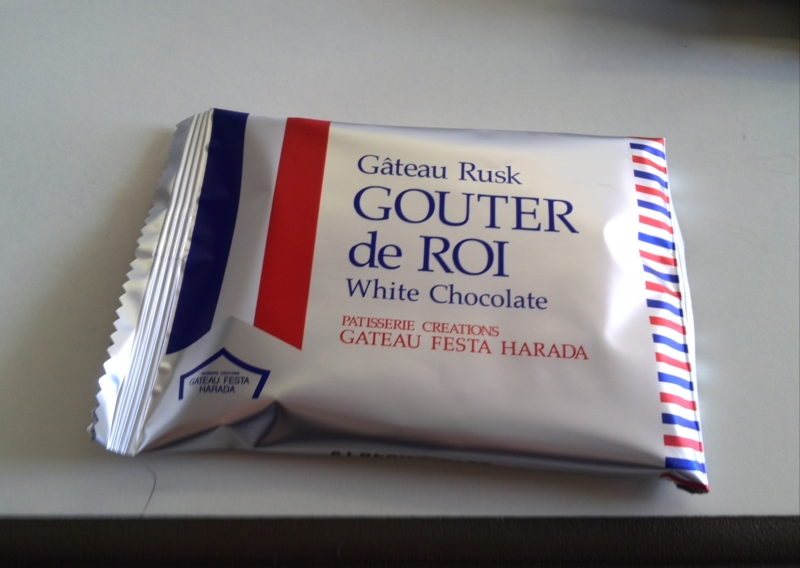 Gâteau Rusk
GOUTER
de ROI
White Chocolate
PATISSERIE CREATIONS
GATEAU FESTA HARADA
GATEAU FESTA
HARADA